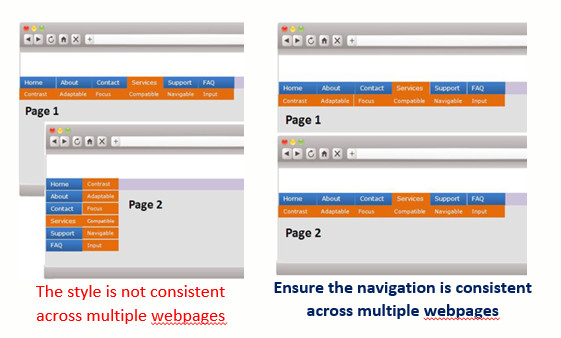 Home About Contact Services Support FAQ
Contrast Adaptable Focus Compatible Navigable Input
Page 1
Home Contrast
About Adaptable
Contact Focus
Services Compatible
Support Navigable
FAQ Input
Page 2
The style is not consistent
across multiple webpages
Home About Contact Services Support FAQ
Contrast Adaptable Focus Compatible Navigable Input
Page 1
Home About Contact Services Support FAQ
Contrast Adaptable Focus Compatible Navigable Input
Page 2
Ensure the navigation is consistent
across multiple webpages